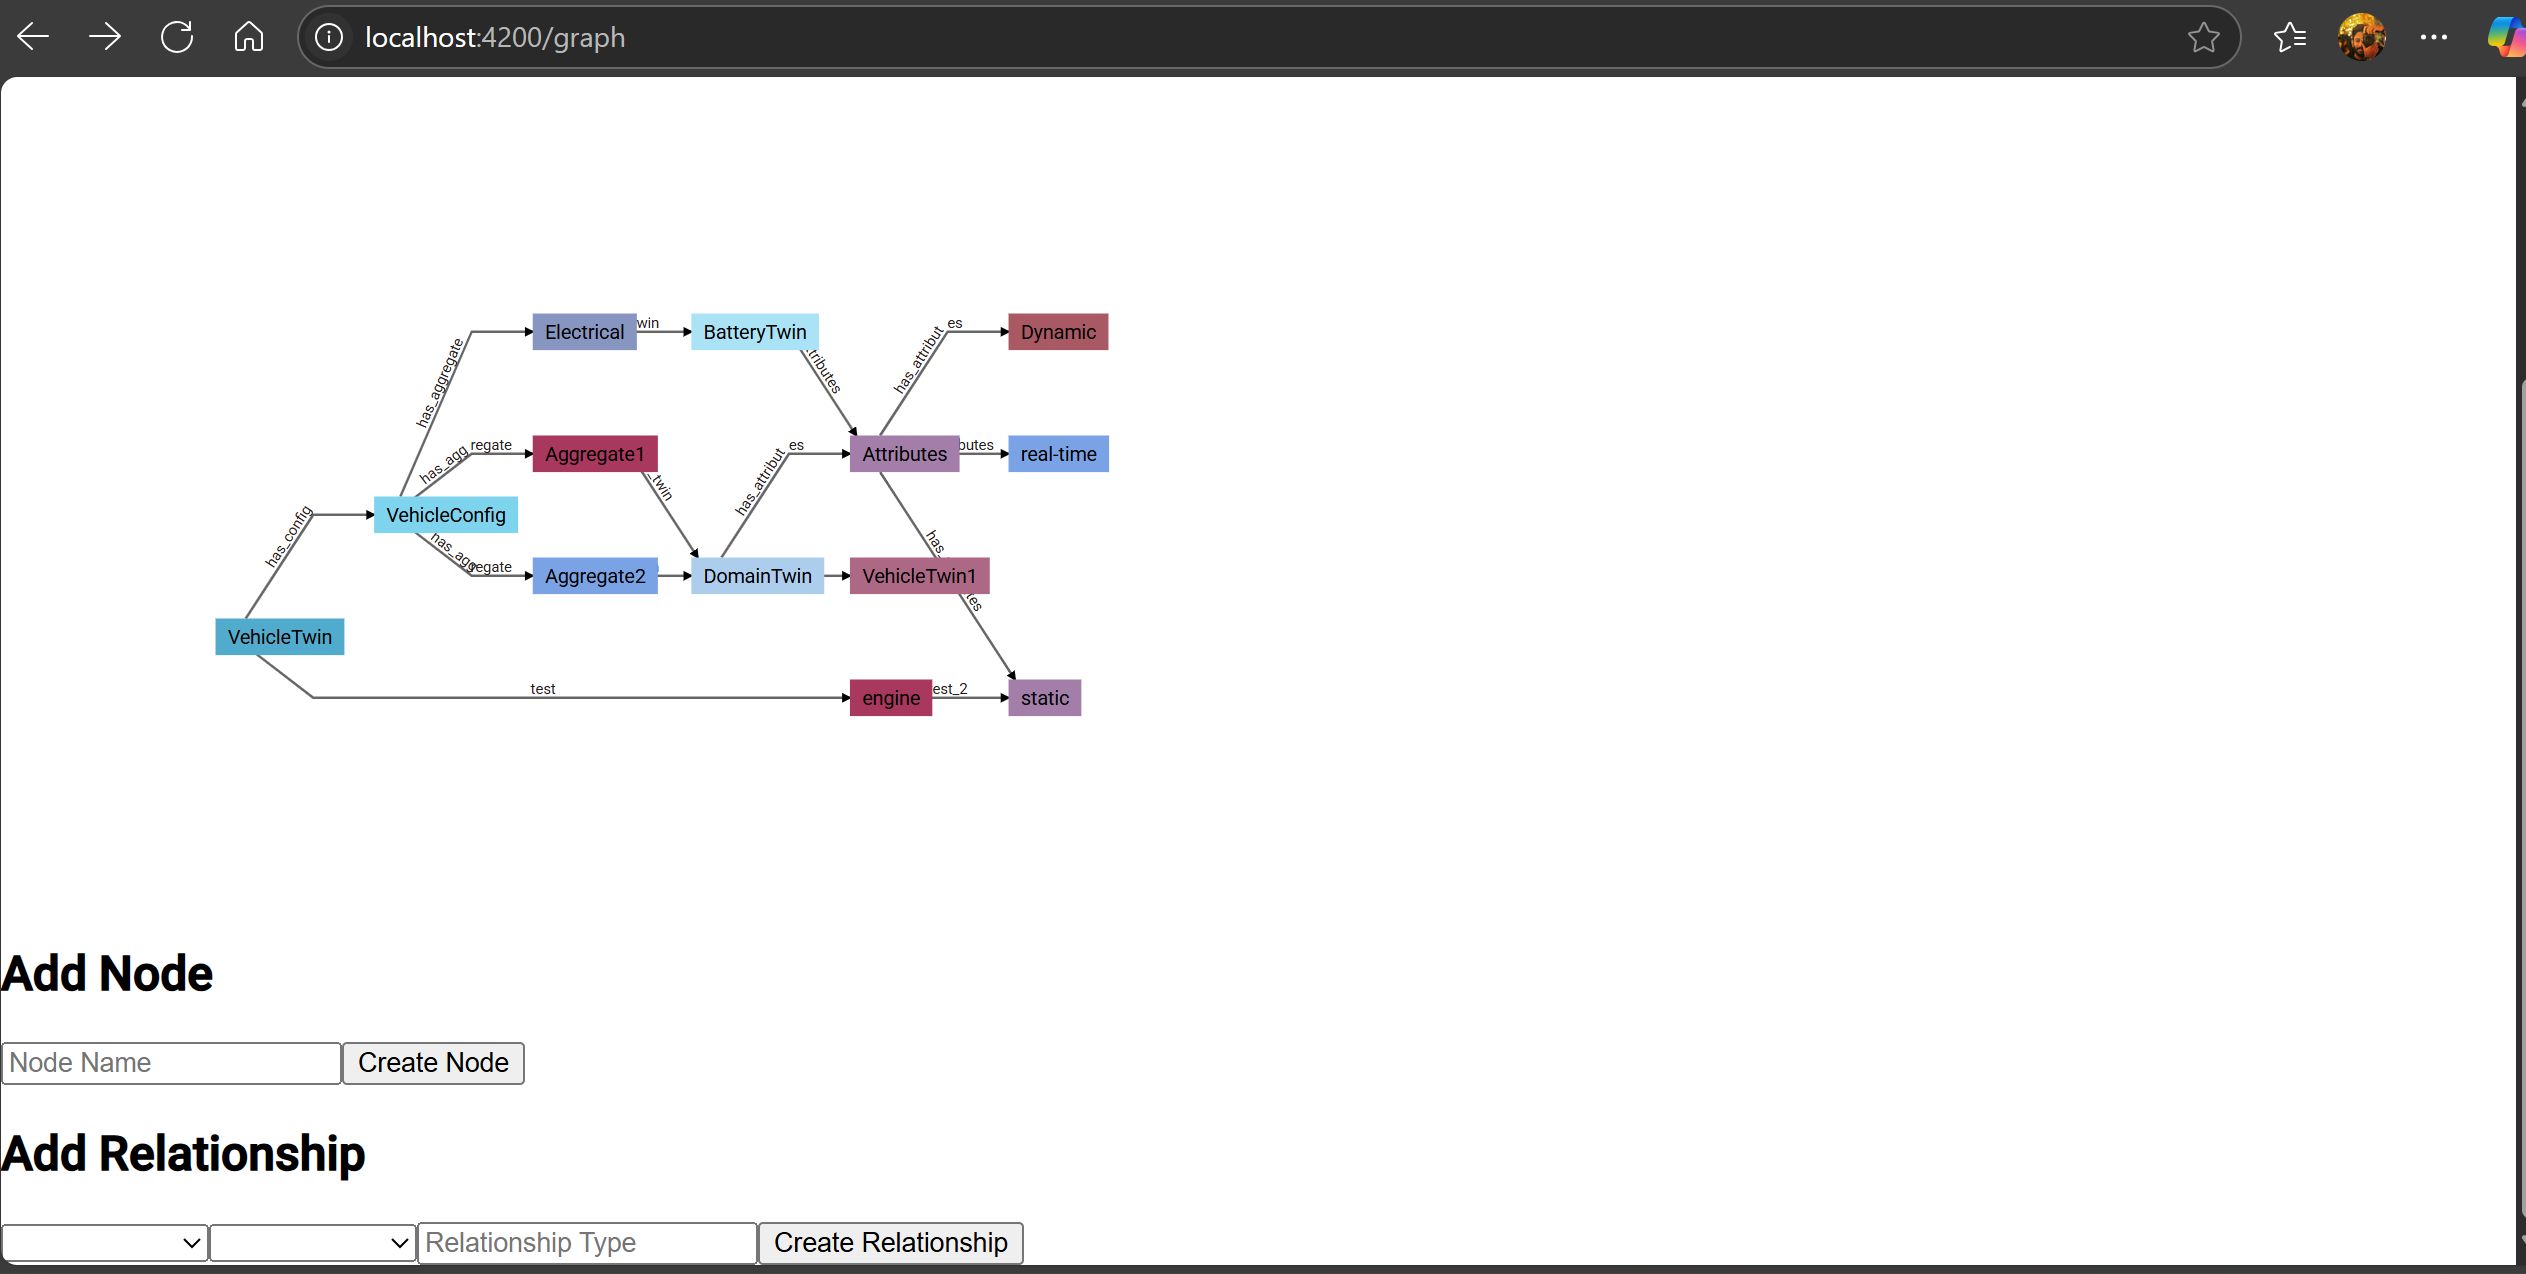 localhost:4200/graph
Electrical
win
BatteryTwin
es
Dynamic
has_aggregate
tributes
has_attribut
has_agg
regate
Aggregate1
es
Attributes
butes
real-time
_twin
has_attribut
has_config
VehicleConfig
has_agg
regate
Aggregate2
DomainTwin
has_
VehicleTwin1
tes
VehicleTwin
test
engine
est_2
static
Add Node
Node Name
Create Node
Add Relationship
Relationship Type
Create Relationship